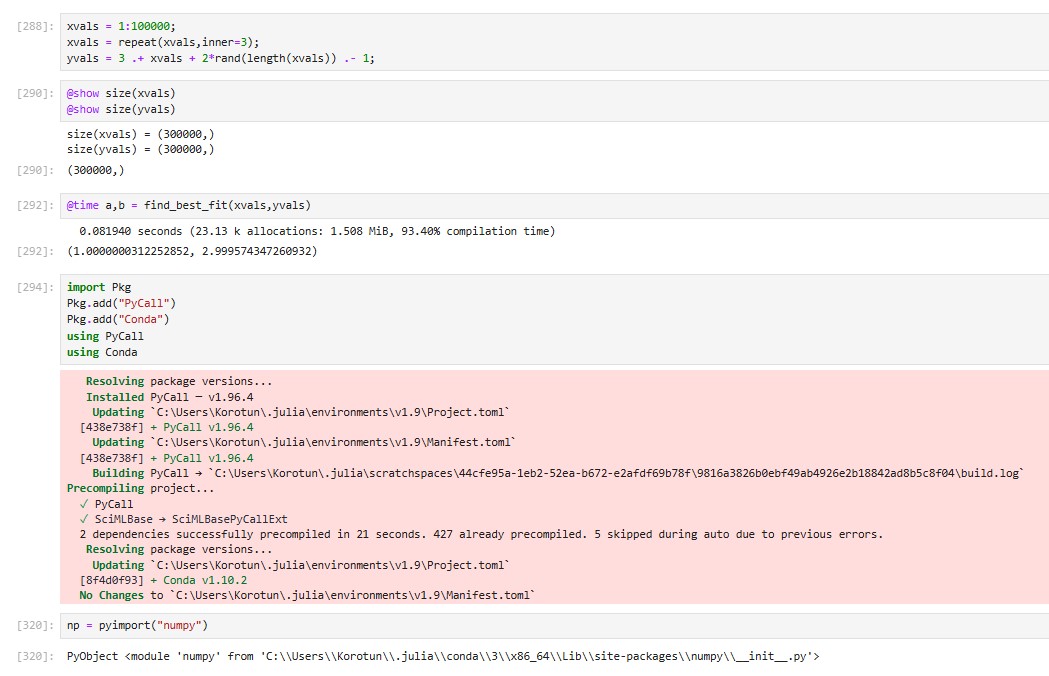 [288]: xvals = 1:100000;
xvals = repeat(xvals,inner=3);
yvals = 3 .+ xvals + 2*rand(length(xvals)) .- 1;
[290]: @show size(xvals)
@show size(yvals)
size(xvals) = (300000,)
size(yvals) = (300000,)
[290]: (300000,)
[292]: @time a,b = find_best_fit(xvals,yvals)
0.081940 seconds (23.13 k allocations: 1.508 MiB, 93.40% compilation time)
[292]: (1.0000000312252852, 2.999574347260932)
[294]: import Pkg
Pkg.add("PyCall")
Pkg.add("Conda")
using PyCall
using Conda
Resolving package versions...
Installed PyCall ─ v1.96.4
Updating `C:\Users\Korotun\.julia\environments\v1.9\Project.toml`
[438e738f] + PyCall v1.96.4
Updating `C:\Users\Korotun\.julia\environments\v1.9\Manifest.toml`
[438e738f] + PyCall v1.96.4
Building PyCall → `C:\Users\Korotun\.julia\scratchspaces\44cfe95a-1eb2-52ea-b672-e2afdf69b78f\9816a3826b0ebf49ab4926e2b18842ad8b5c8f04\build.log`
Precompiling project...
✓ PyCall
✓ SciMLBase → SciMLBasePyCallExt
2 dependencies successfully precompiled in 21 seconds. 427 already precompiled. 5 skipped during auto due to previous errors.
Resolving package versions...
Updating `C:\Users\Korotun\.julia\environments\v1.9\Project.toml`
[8f4d0f93] + Conda v1.10.2
No Changes to `C:\Users\Korotun\.julia\environments\v1.9\Manifest.toml`
[320]: np = pyimport("numpy")
[320]: PyObject <module 'numpy' from 'C:\\Users\\Korotun\\.julia\\conda\\3\\x86_64\\Lib\\site-packages\\numpy\\__init__.py'>